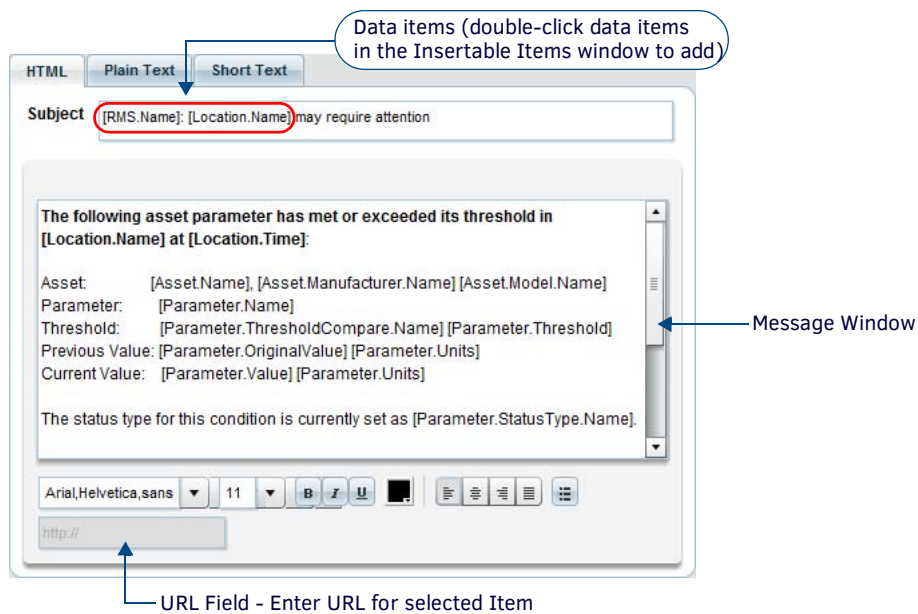 Data items (double-click data items
in the Insertable Items window to add)
HTML
Plain Text
Short Text
Subject
[RMS.Name]: [Location.Name] may require attention
The following asset parameter has met or exceeded its threshold in
[Location.Name] at [Location.Time]:
Asset: [Asset.Name], [Asset.Manufacturer.Name] [Asset.Model.Name]
Parameter: [Parameter.Name]
Threshold: [Parameter.ThresholdCompare.Name] [Parameter.Threshold]
Previous Value: [Parameter.OriginalValue] [Parameter.Units]
Current Value: [Parameter.Value] [Parameter.Units]
The status type for this condition is currently set as [Parameter.StatusType.Name].
Message Window
Arial,Helvetica,sans 11 B I U
http://
URL Field - Enter URL for selected Item